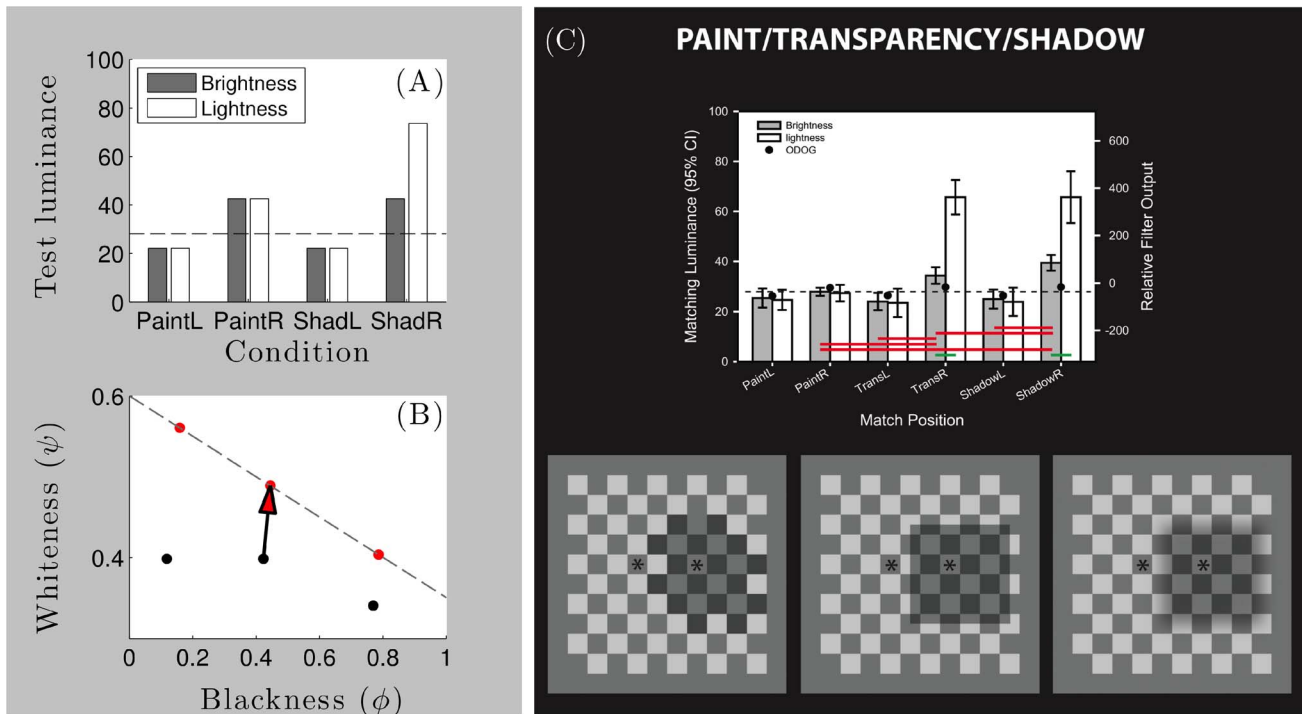 (A)
Brightness
Lightness
Test luminance
100
80
60
40
20
0
PaintL PaintR ShadL ShadR
Condition
(B)
Whiteness (ψ)
0.6
0.4
0 0.2 0.4 0.6 0.8 1
Blackness (ϕ)
(C) PAINT/TRANSPARENCY/SHADOW
Brightness
lightness
ODOG
Matching Luminance (95% CI)
100
80
60
40
20
0
600
400
200
0
-200
Relative Filter Output
PaintL PaintR TransL TransR ShadowL ShadowR
Match Position
* * * * * *